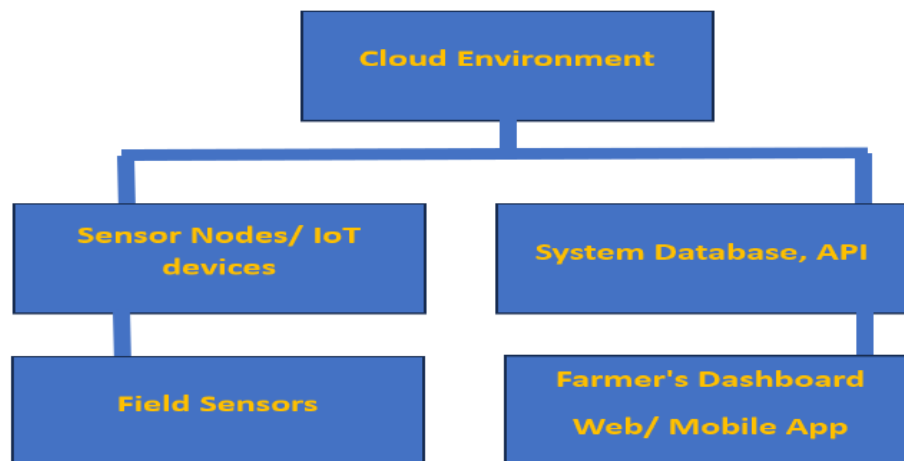 Cloud Environment
Sensor Nodes/ IoT
devices
System Database, API
Field Sensors
Farmer's Dashboard
Web/ Mobile App